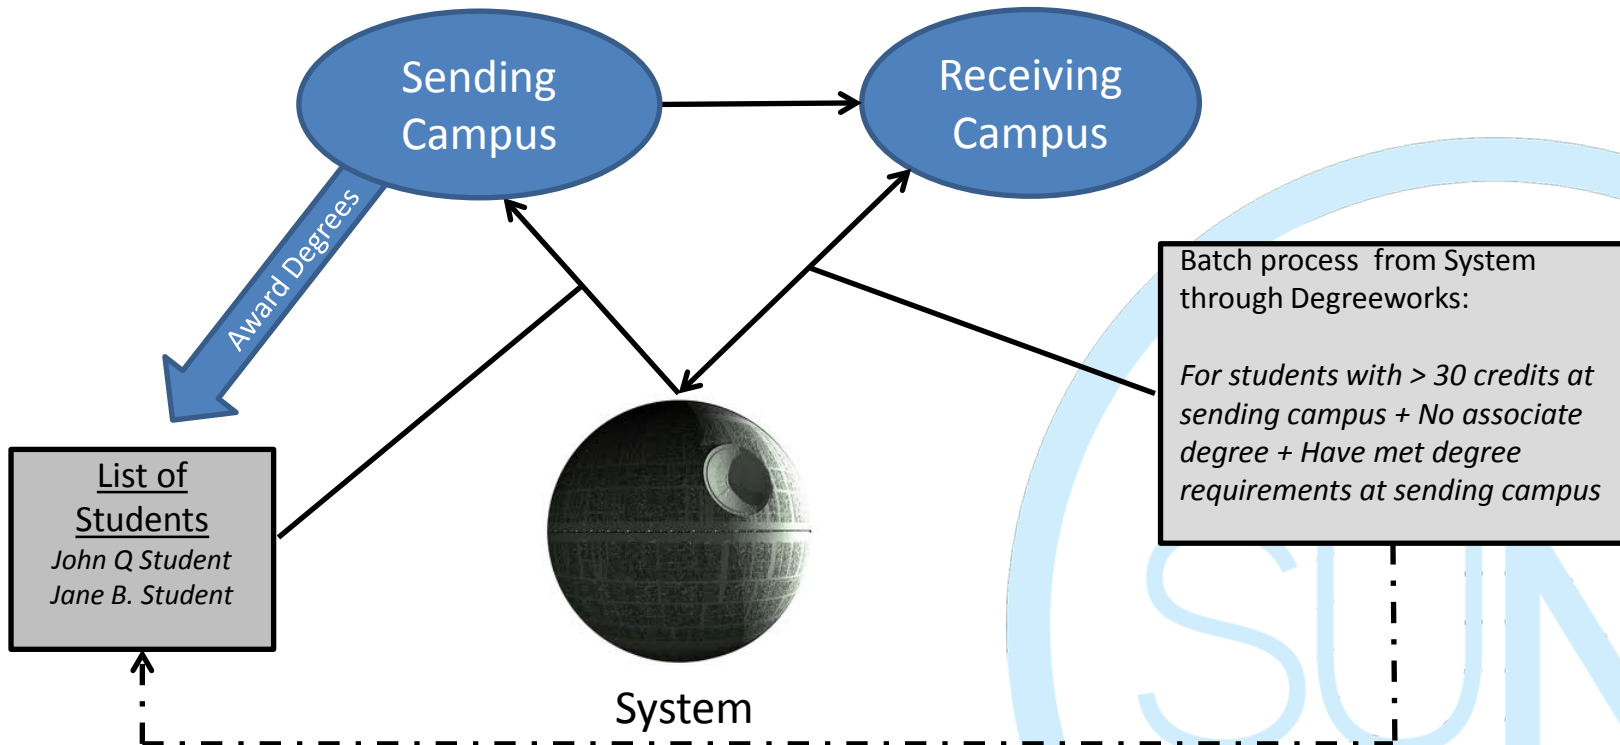 Sending
Campus
Receiving
Campus
Award Degrees
Batch process  from System
through Degreeworks:
For students with > 30 credits at
sending campus + No associate
degree + Have met degree
requirements at sending campus
List of
Students
John Q Student
Jane B. Student
System
SUN